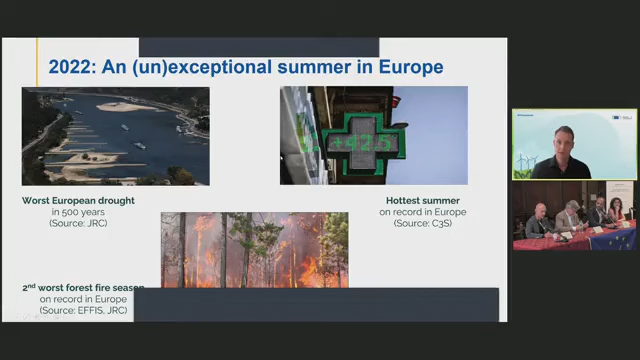 2022: An (un)exceptional summer in Europe
+42.5
Worst European drought
in 500 years
(Source: JRC)
Hottest summer
on record in Europe
(Source: C3S)
2nd worst forest fire season
on record in Europe
(Source: EFFIS, JRC)